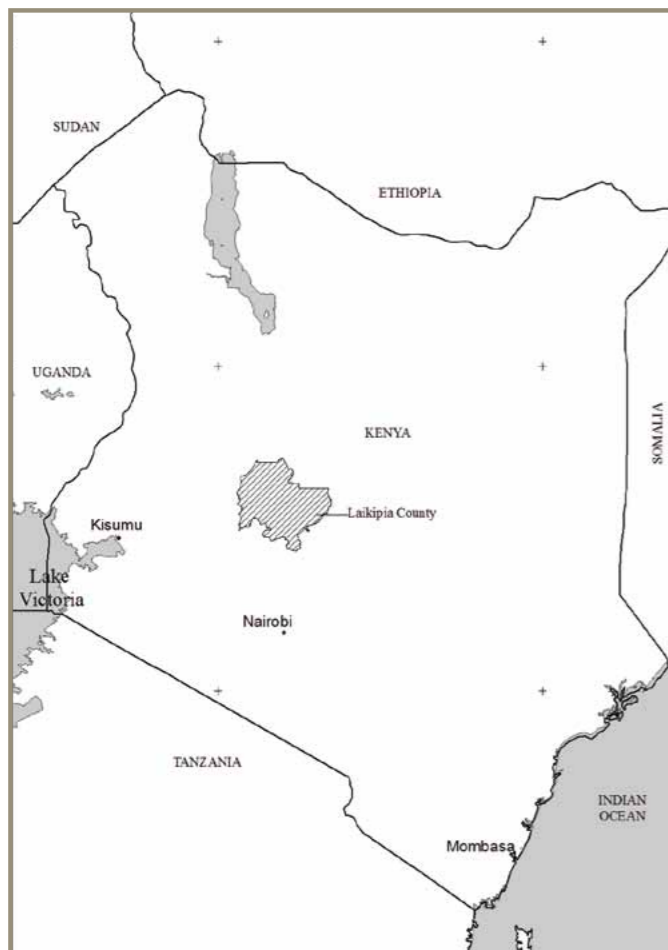 SUDAN
ETHIOPIA
UGANDA
KENYA
SOMALIA
Laikipia County
Kisumu
Lake
Victoria
Nairobi
TANZANIA
INDIAN
OCEAN
Mombasa